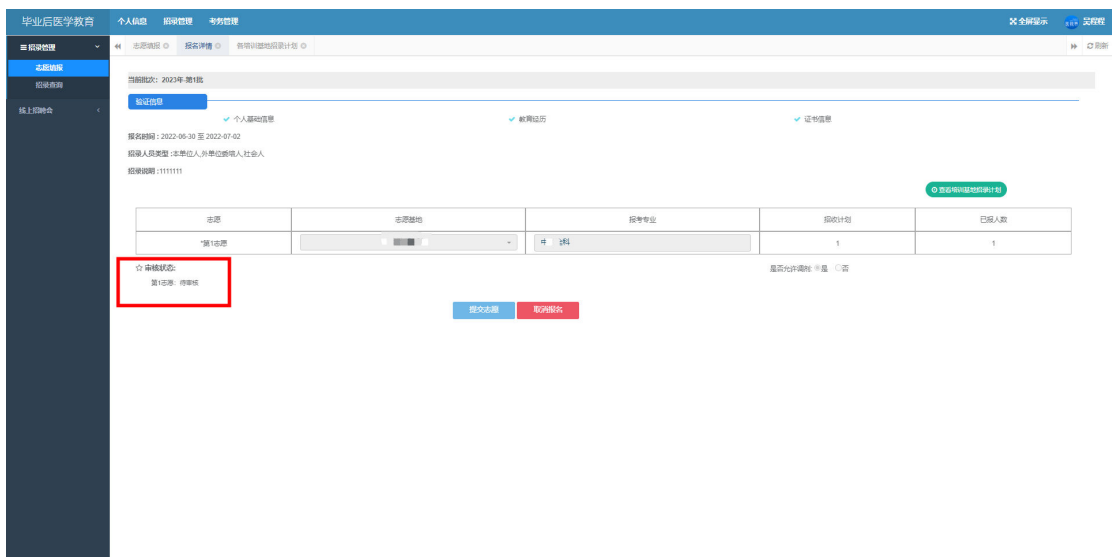 毕业后医学教育 个人信息 招录管理 考务管理 全屏显示 吴程程
招录管理 志愿填报 报名详情 各培训基地招录计划 刷新
志愿填报
招录查询
线上招聘会
当前批次：2023年-第1批
验证信息
个人基础信息 教育经历 证书信息
报名时间：2022-06-30 至 2022-07-02
招录人员类型：本单位人,外单位委培人,社会人
招录说明：1111111
查看培训基地招录计划
志愿 志愿基地 报考专业 招收计划 已报人数
*第1志愿 科 1 1
审核状态: 是否允许调剂: 是 否
第1志愿：待审核
提交志愿 取消报名